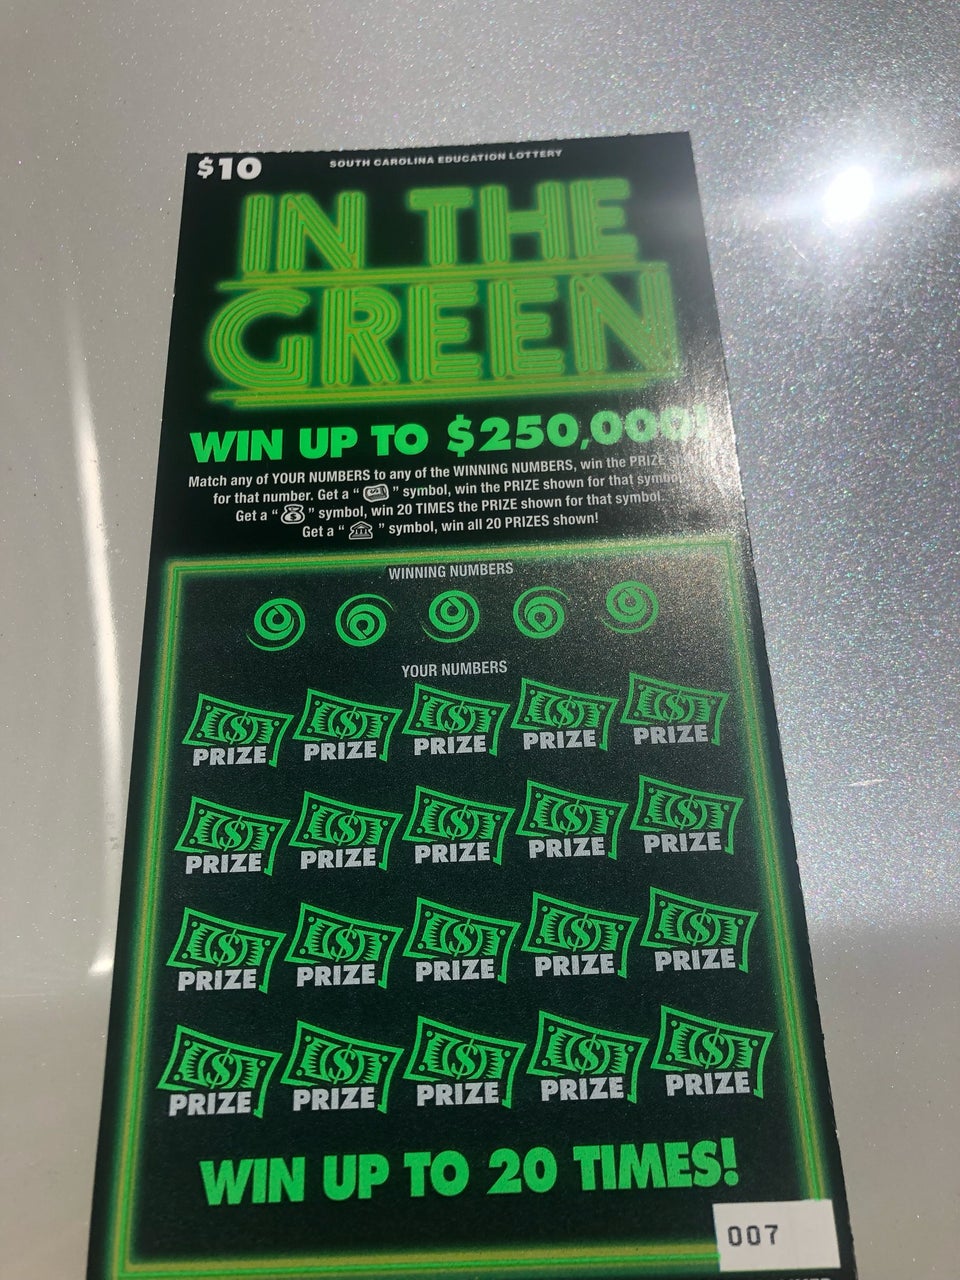 $10
SOUTH CAROLINA EDUCATION LOTTERY
IN THE
GREEN
WIN UP TO $250,000!
Match any of YOUR NUMBERS to any of the WINNING NUMBERS, win the PRIZE
for that number. Get a " " symbol, win the PRIZE shown for that symbol.
Get a " " symbol, win 20 TIMES the PRIZE shown for that symbol.
Get a " " symbol, win all 20 PRIZES shown!
WINNING NUMBERS
YOUR NUMBERS
$ $ $ $ $
PRIZE PRIZE PRIZE PRIZE PRIZE
$ $ $ $ $
PRIZE PRIZE PRIZE PRIZE PRIZE
$ $ $ $ $
PRIZE PRIZE PRIZE PRIZE PRIZE
$ $ $ $ $
PRIZE PRIZE PRIZE PRIZE PRIZE
WIN UP TO 20 TIMES!
007